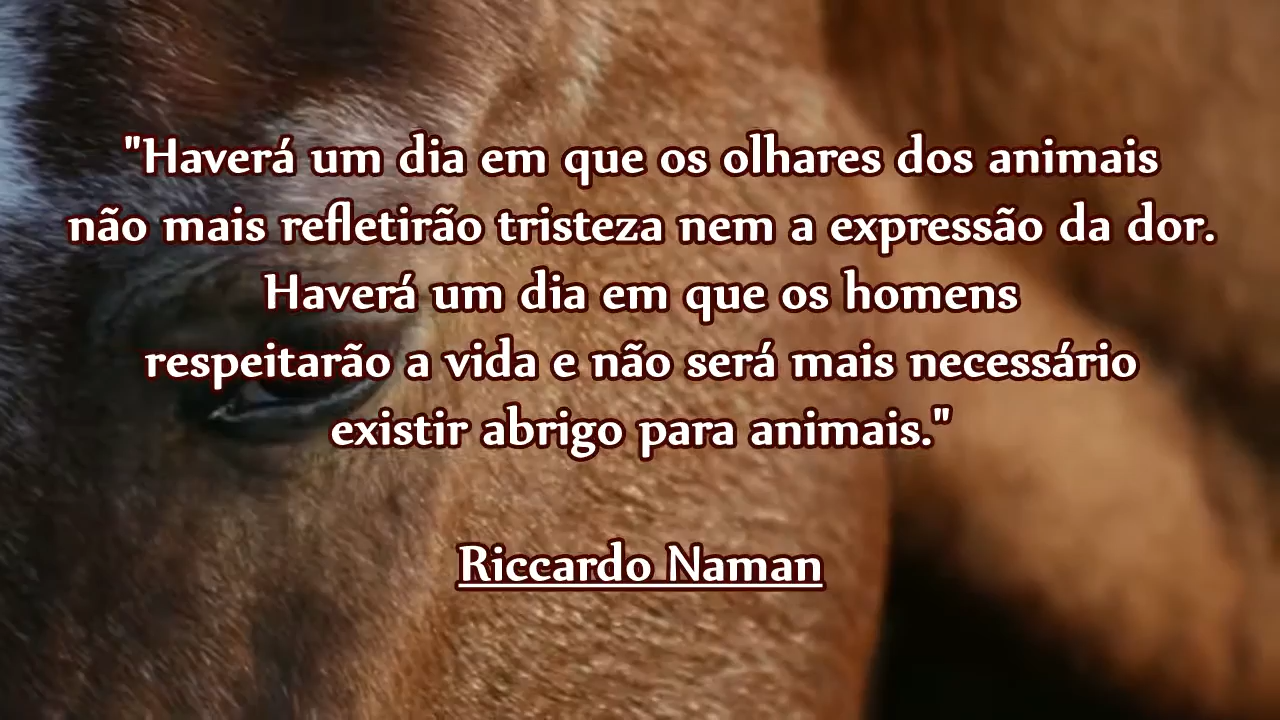 "Haverá um dia em que os olhares dos animais
não mais refletirão tristeza nem a expressão da dor.
Haverá um dia em que os homens
respeitarão a vida e não será mais necessário
existir abrigo para animais."
Riccardo Naman